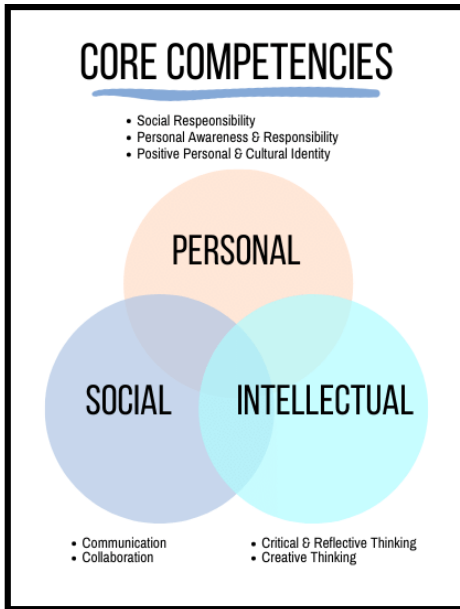 CORE COMPETENCIES
• Social Respeonsibility
• Personal Awareness & Responsibility
• Positive Personal & Cultural Identity
PERSONAL
SOCIAL
INTELLECTUAL
• Communication
• Collaboration
• Critical & Reflective Thinking
• Creative Thinking